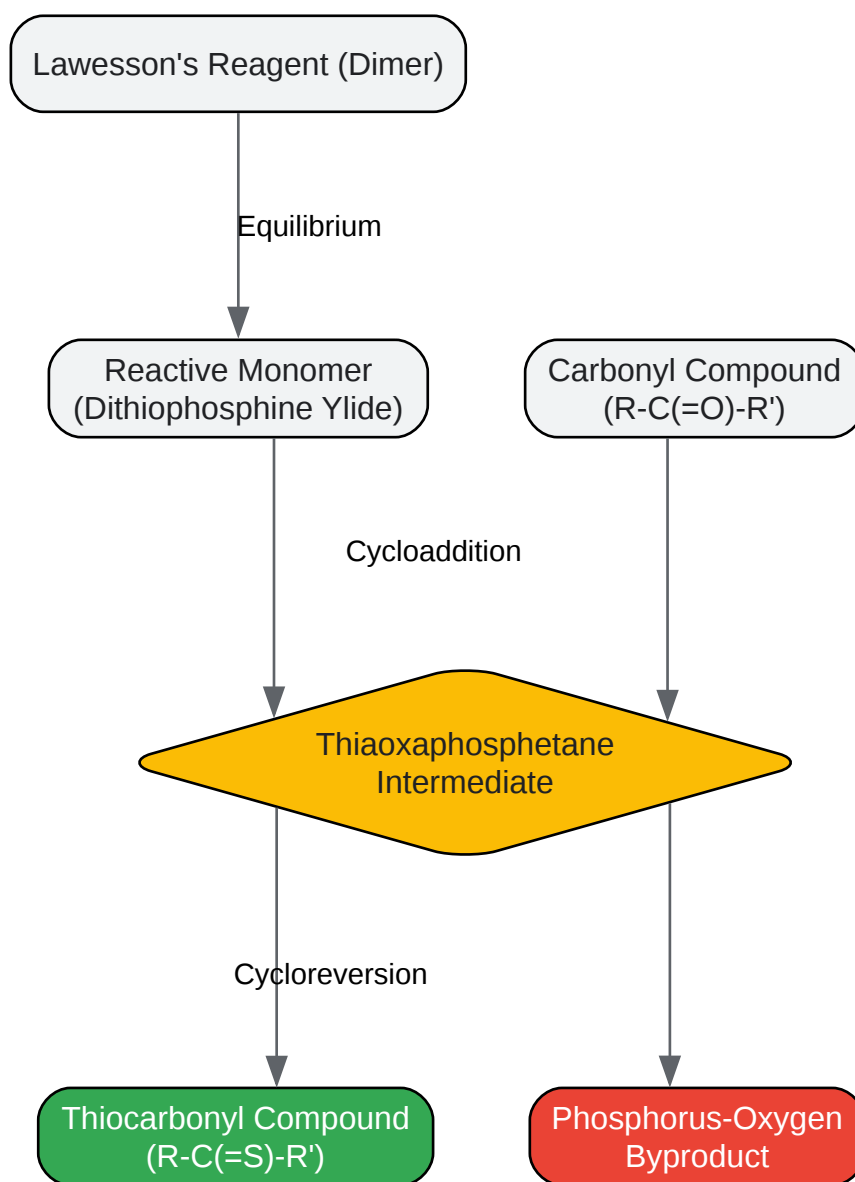 Lawesson's Reagent (Dimer)
Equilibrium
Reactive Monomer
(Dithiophosphine Ylide)
Carbonyl Compound
(R-C(=O)-R')
Cycloaddition
Thiaoxaphosphetane
Intermediate
Cycloreversion
Thiocarbonyl Compound
(R-C(=S)-R')
Phosphorus-Oxygen
Byproduct